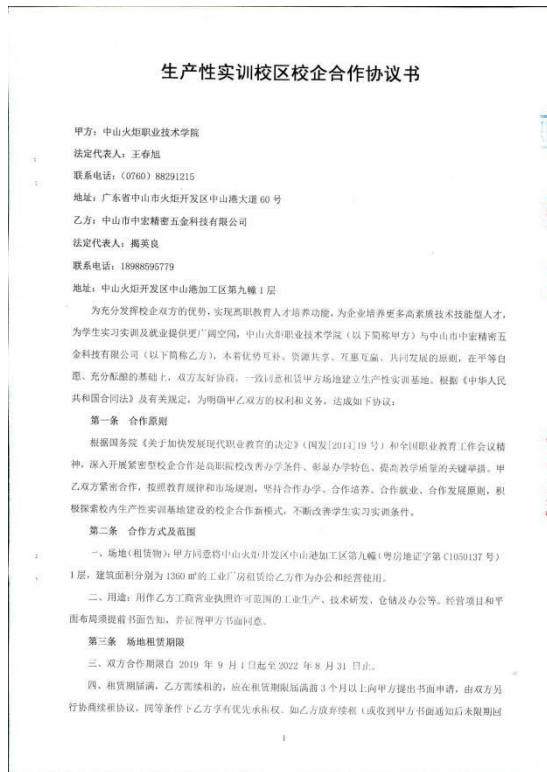 生产性实训校区校企合作协议书
甲方：中山火炬职业技术学院
法定代表人：王春旭
联系电话：(0760) 88291215
地址：广东省中山市火炬开发区中山港大道 60 号
乙方：中山市中宏精密五金科技有限公司
法定代表人：揭英良
联系电话：18988595779
地址：中山火炬开发区中山港加工区第九幢 1 层
为充分发挥校企双方的优势，实现高职教育人才培养功能，为企业培养更多高素质技术技能型人才，
为学生实习实训及就业提供更广阔空间，中山火炬职业技术学院（以下简称甲方）与中山市中宏精密五
金科技有限公司（以下简称乙方），本着优势互补、资源共享、互惠互赢、共同发展的原则，在平等自
愿、充分酝酿的基础上，双方友好协商，一致同意租赁甲方场地建立生产性实训基地。根据《中华人民
共和国合同法》及有关规定，为明确甲乙双方的权利和义务，达成如下协议：
第一条 合作原则
根据国务院《关于加快发展现代职业教育的决定》（国发[2014]19 号）和全国职业教育工作会议精
神，深入开展紧密型校企合作是高职院校改善办学条件、彰显办学特色、提高教学质量的关键举措。甲
乙双方紧密合作，按照教育规律和市场规则，坚持合作办学、合作培养、合作就业、合作发展原则，积
极探索校内生产性实训基地建设的校企合作新模式，不断改善学生实习实训条件。
第二条 合作方式及范围
一、场地（租赁物）：甲方同意将中山火炬开发区中山港加工区第九幢（粤房地证字第 C1050137 号）
1 层，建筑面积分别为 1360 ㎡的工业厂房租赁给乙方作为办公和经营使用。
二、用途：用作乙方工商营业执照许可范围的工业生产、技术研发、仓储及办公等。经营项目和平
面布局须提前书面告知，并征得甲方书面同意。
第三条 场地租赁期限
三、双方合作期限自 2019 年 9 月 1 日起至 2022 年 8 月 31 日止。
四、租赁期届满，乙方需续租的，应在租赁期限届满前 3 个月以上向甲方提出书面申请，由双方另
行协商续租协议，同等条件下乙方享有优先承租权。如乙方放弃续租（或收到甲方书面通知后未限期回
1